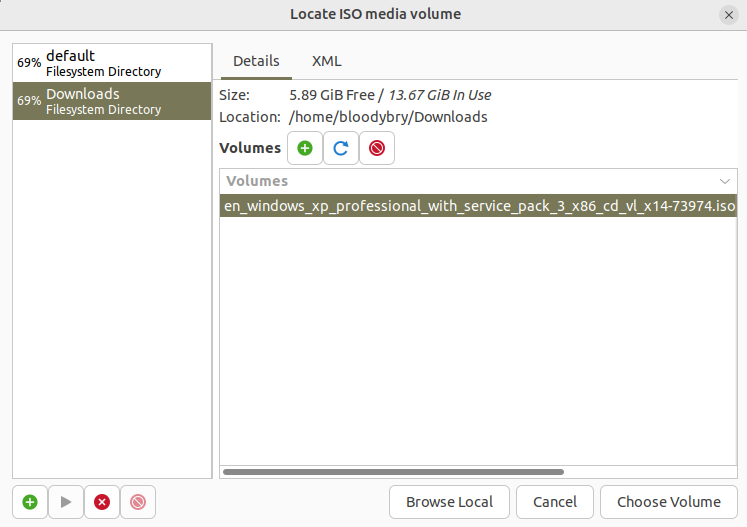 Locate ISO media volume
69% default
Filesystem Directory
69% Downloads
Filesystem Directory
Details XML
Size: 5.89 GiB Free / 13.67 GiB In Use
Location: /home/bloodybry/Downloads
Volumes
Volumes
en_windows_xp_professional_with_service_pack_3_x86_cd_vl_x14-73974.iso
Browse Local Cancel Choose Volume